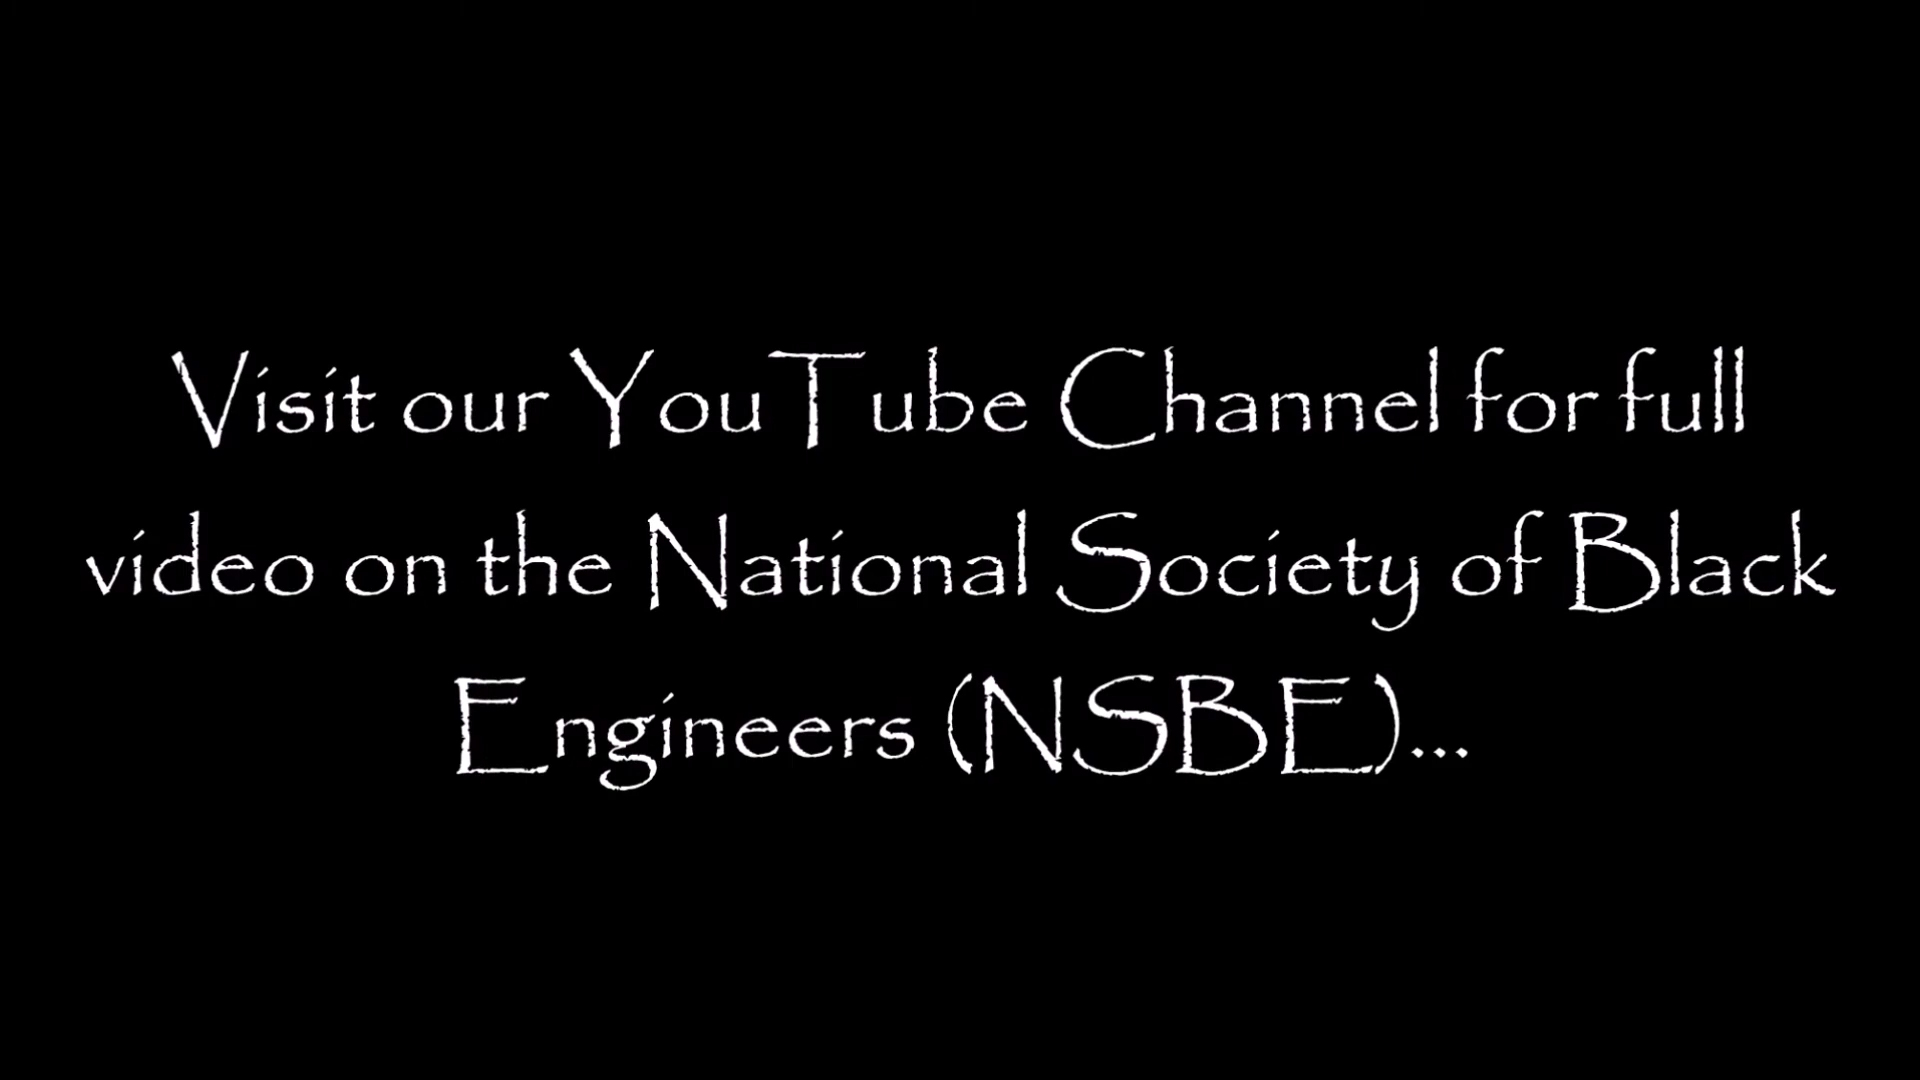 Visit our YouTube Channel for full
video on the National Society of Black
Engineers (NSBE)...